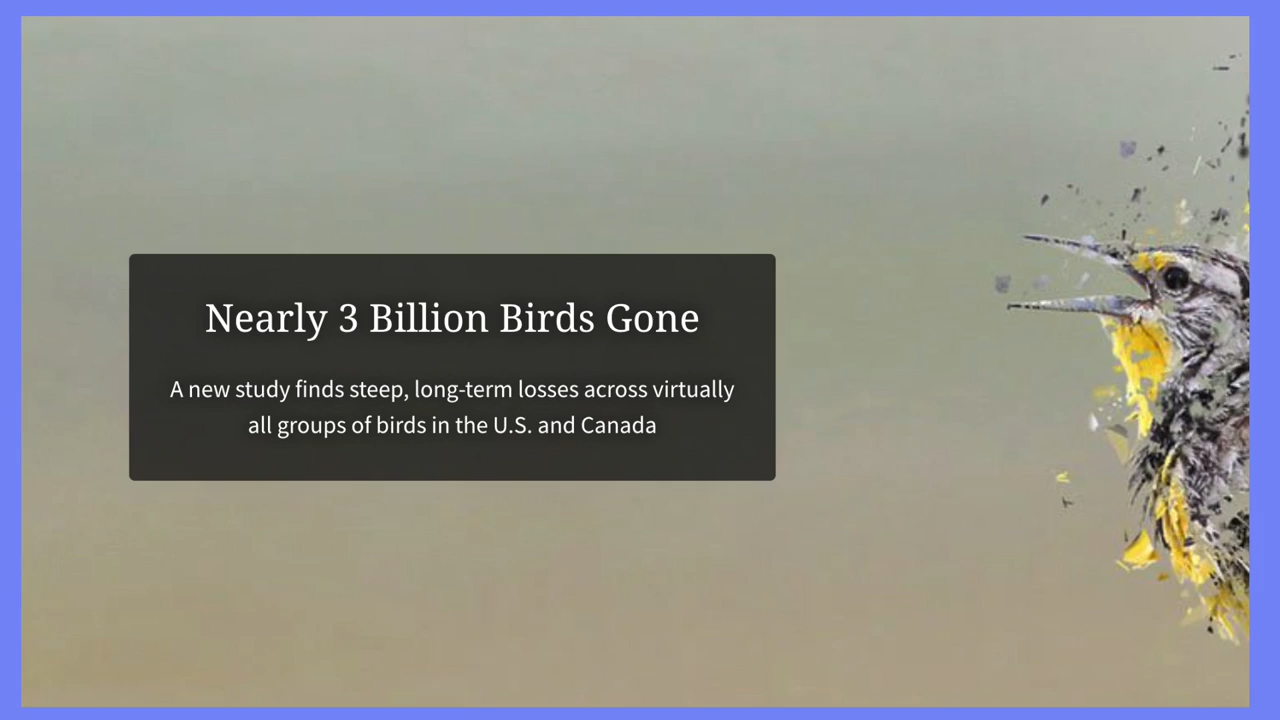 Nearly 3 Billion Birds Gone
A new study finds steep, long-term losses across virtually
all groups of birds in the U.S. and Canada